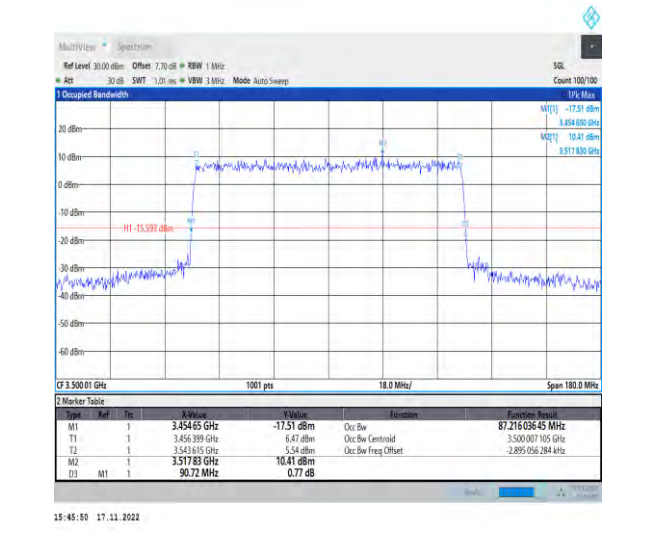 MultiView Spectrum
Ref Level 30.00 dBm Offset 7.70 dB RBW 1 MHz SGL
Att 30 dB SWT 1.01 ms VBW 3 MHz Mode Auto Sweep Count 100/100
1 Occupied Bandwidth 1Pk Max
M1[1] -17.51 dBm
3.454 650 GHz
M2[1] 10.41 dBm
3.517 830 GHz
20 dBm
M2
T1
10 dBm
0 dBm
-10 dBm
M1
H1 -15.593 dBm
D3
-20 dBm
-30 dBm
-40 dBm
-50 dBm
-60 dBm
CF 3.500 01 GHz 1001 pts 18.0 MHz/ Span 180.0 MHz
2 Marker Table
Type Ref Trc X-Value Y-Value Function Function Result
M1 1 3.454 65 GHz -17.51 dBm Occ Bw 87.216 036 45 MHz
T1 1 3.456 399 GHz 6.47 dBm Occ Bw Centroid 3.500 007 105 GHz
T2 1 3.543 615 GHz 5.54 dBm Occ Bw Freq Offset -2.895 056 284 kHz
M2 1 3.517 83 GHz 10.41 dBm
D3 M1 1 90.72 MHz 0.77 dB
15:45:50 17.11.2022